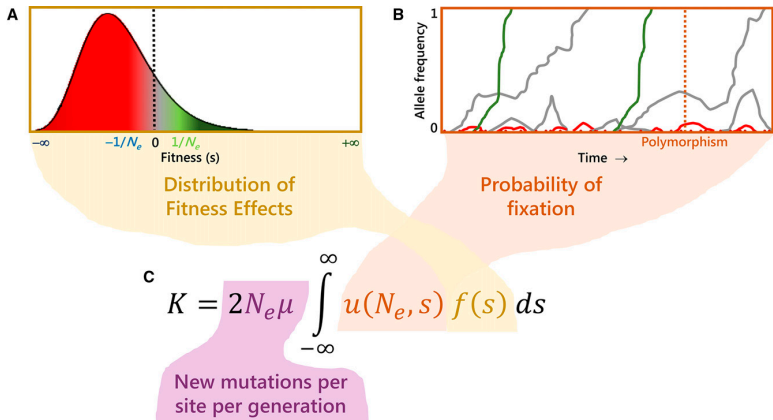 A
−∞ −1/Nₑ 0 1/Nₑ +∞
Fitness (s)
Distribution of
Fitness Effects
B
Allele frequency
1
0
Polymorphism
Time →
Probability of
fixation
C
K = 2Nₑμ ∫_{−∞}^{∞} u(Nₑ, s) f(s) ds
New mutations per
site per generation